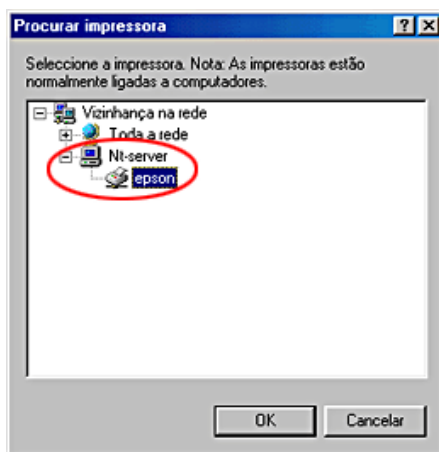 Procurar impressora
Seleccione a impressora. Nota: As impressoras estão
normalmente ligadas a computadores.
Vizinhança na rede
Toda a rede
Nt-server
epson
OK
Cancelar